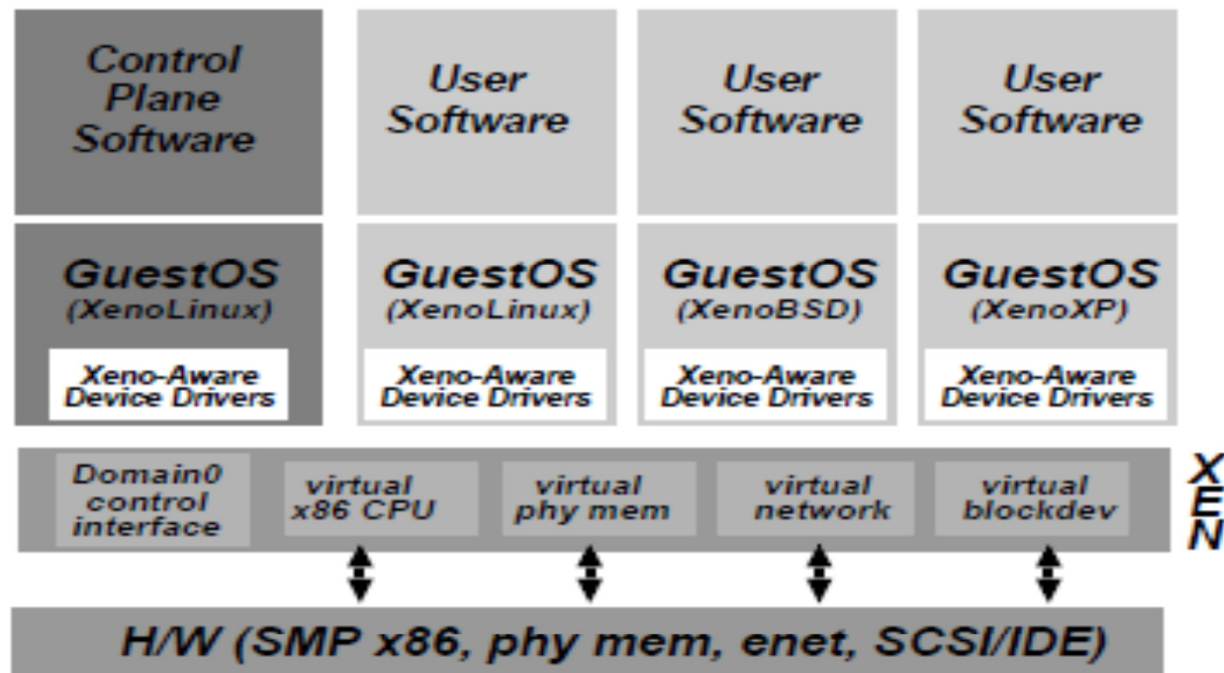 Control
Plane
Software
User
Software
User
Software
User
Software
GuestOS
(XenoLinux)
Xeno-Aware
Device Drivers
GuestOS
(XenoLinux)
Xeno-Aware
Device Drivers
GuestOS
(XenoBSD)
Xeno-Aware
Device Drivers
GuestOS
(XenoXP)
Xeno-Aware
Device Drivers
Domain0
control
interface
virtual
x86 CPU
virtual
phy mem
virtual
network
virtual
blockdev
X
E
N
H/W (SMP x86, phy mem, enet, SCSI/IDE)